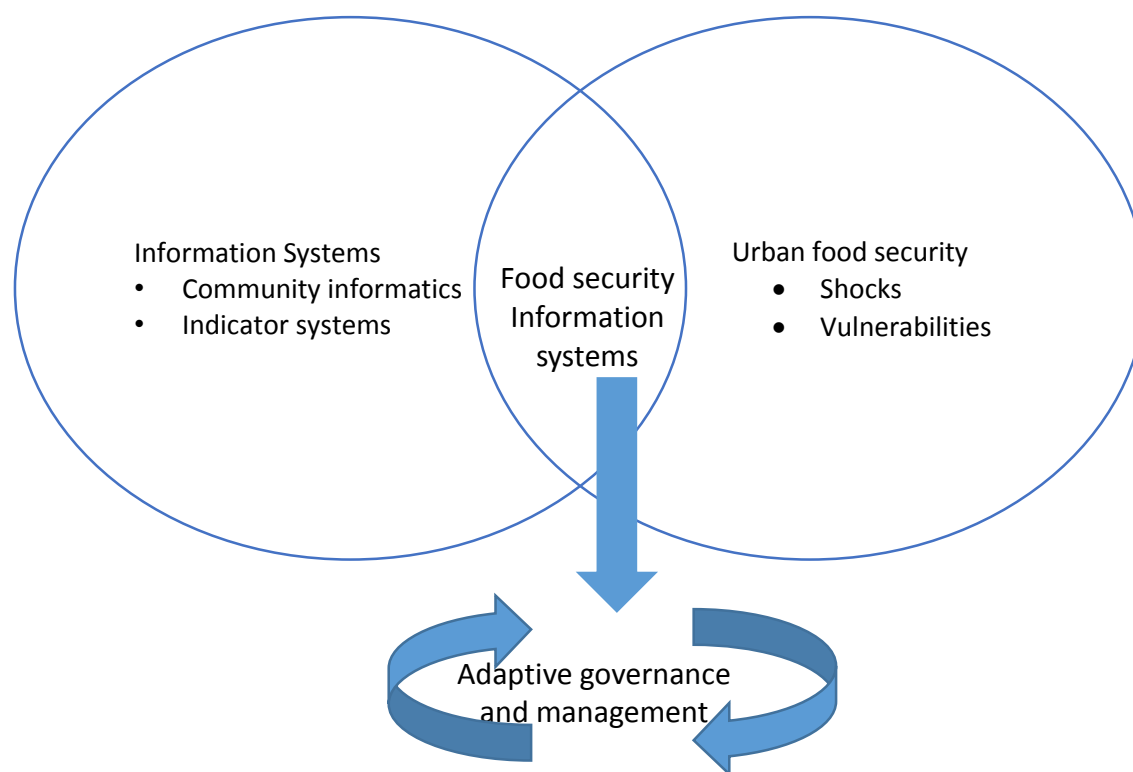 Information Systems
• Community informatics
• Indicator systems
Food security
Information
systems
Urban food security
• Shocks
• Vulnerabilities
Adaptive governance
and management